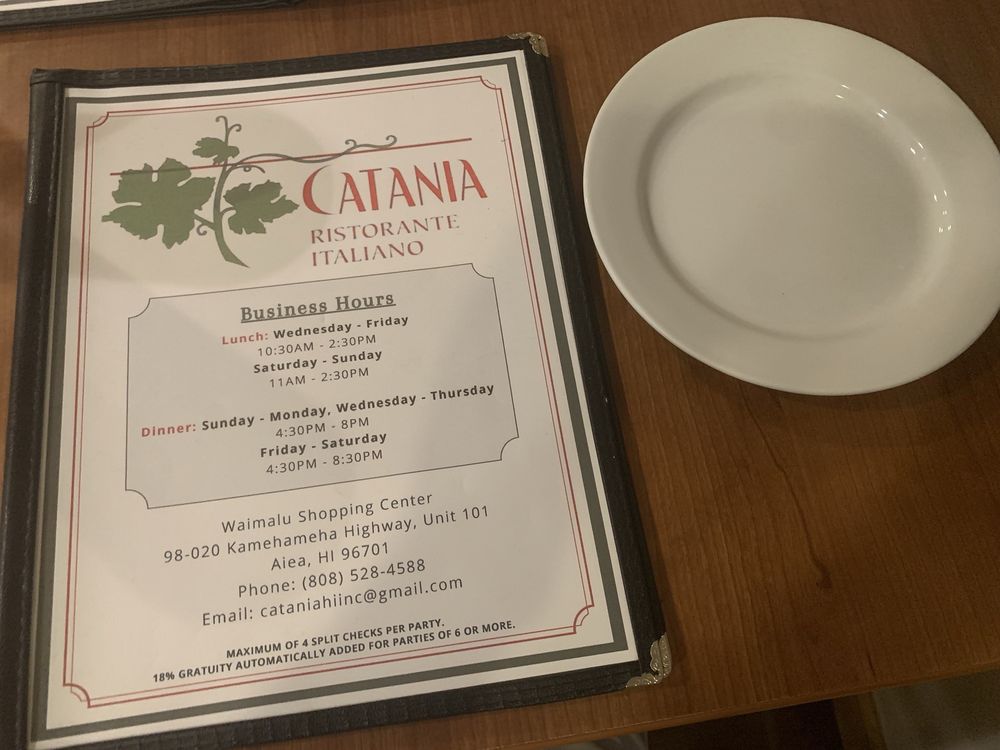 CATANIA
RISTORANTE
ITALIANO
Business Hours
Lunch: Wednesday - Friday
10:30AM - 2:30PM
Saturday - Sunday
11AM - 2:30PM
Dinner: Sunday - Monday, Wednesday - Thursday
4:30PM - 8PM
Friday - Saturday
4:30PM - 8:30PM
Waimalu Shopping Center
98-020 Kamehameha Highway, Unit 101
Aiea, HI 96701
Phone: (808) 528-4588
Email: cataniahiinc@gmail.com
MAXIMUM OF 4 SPLIT CHECKS PER PARTY.
18% GRATUITY AUTOMATICALLY ADDED FOR PARTIES OF 6 OR MORE.